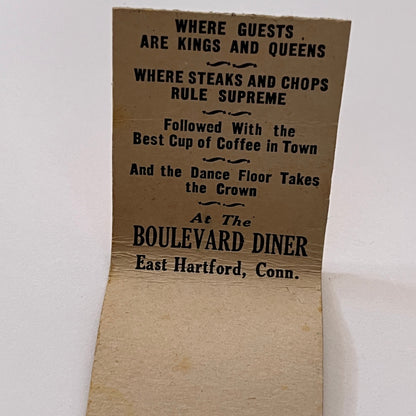 WHERE GUESTS
ARE KINGS AND QUEENS
WHERE STEAKS AND CHOPS
RULE SUPREME
Followed With the
Best Cup of Coffee in Town
And the Dance Floor Takes
the Crown
At The
BOULEVARD DINER
East Hartford, Conn.